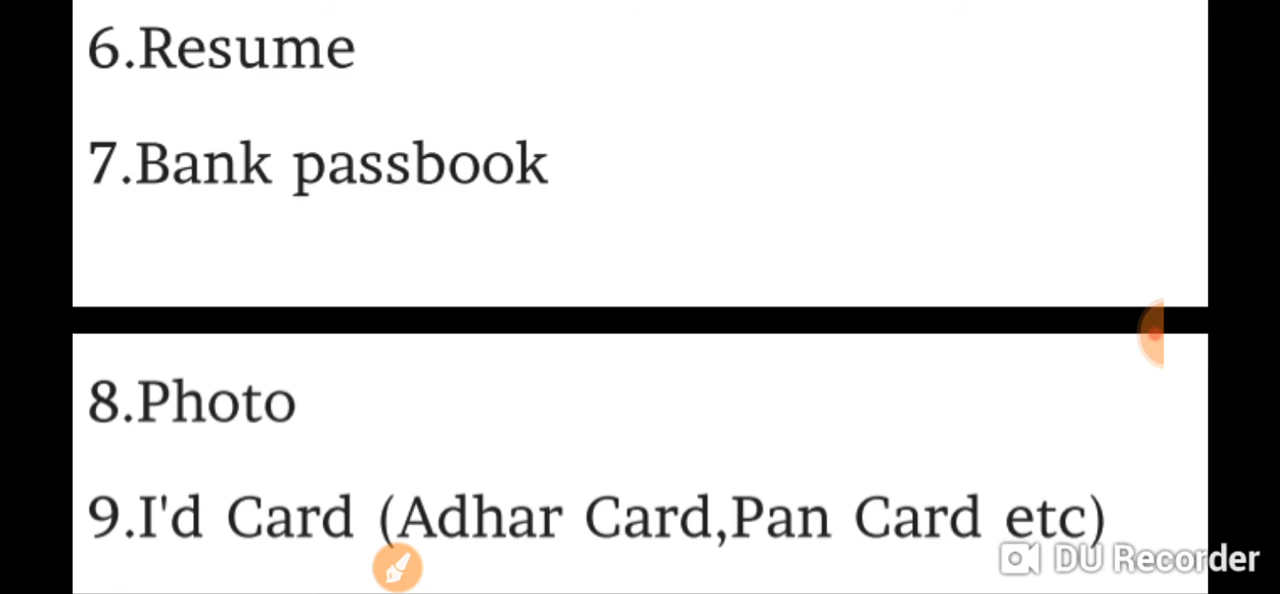 6.Resume
7.Bank passbook
8.Photo
9.I'd Card (Adhar Card,Pan Card etc)
DU Recorder